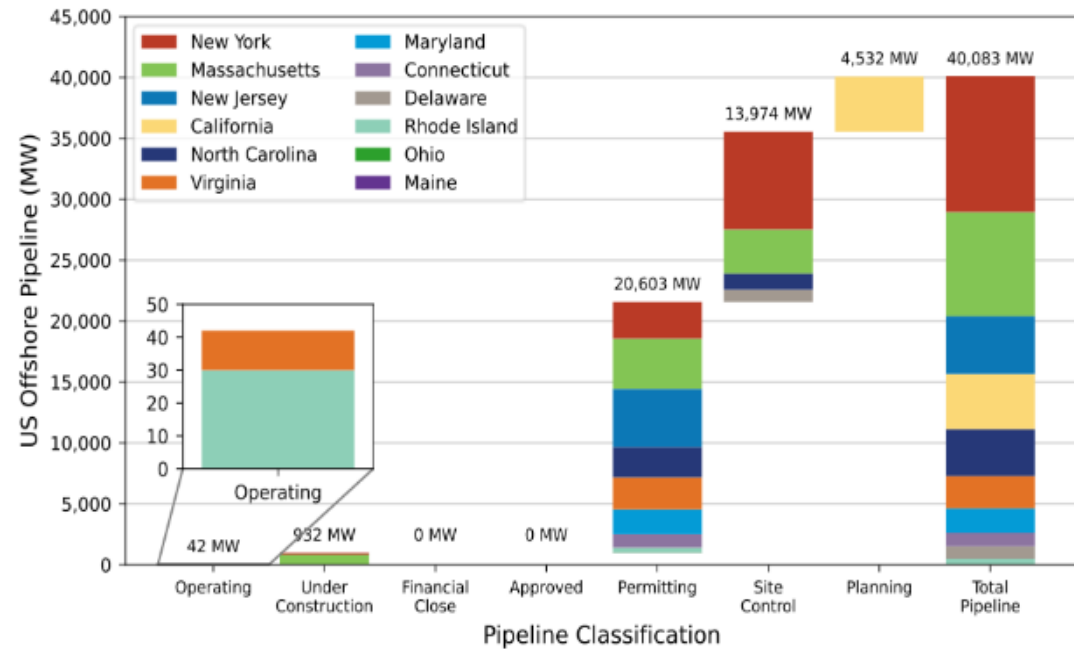 45,000
40,000
35,000
30,000
25,000
20,000
15,000
10,000
5,000
0
US Offshore Pipeline (MW)
New York
Massachusetts
New Jersey
California
North Carolina
Virginia
Maryland
Connecticut
Delaware
Rhode Island
Ohio
Maine
50
40
30
20
10
0
Operating
42 MW
932 MW
0 MW
0 MW
20,603 MW
13,974 MW
4,532 MW
40,083 MW
Operating
Under
Construction
Financial
Close
Approved
Permitting
Site
Control
Planning
Total
Pipeline
Pipeline Classification